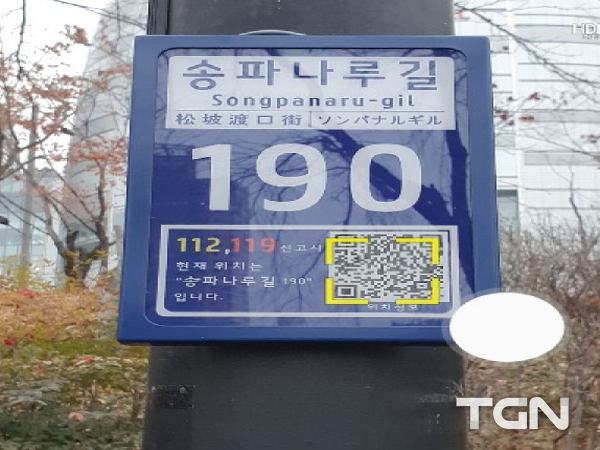 송파나루길
Songpanaru-gil
松坡渡口街 ソンパナルギル
190
112,119 신고시
현재 위치는
"송파나루길 190"
입니다.
위치정보
HD
TGN